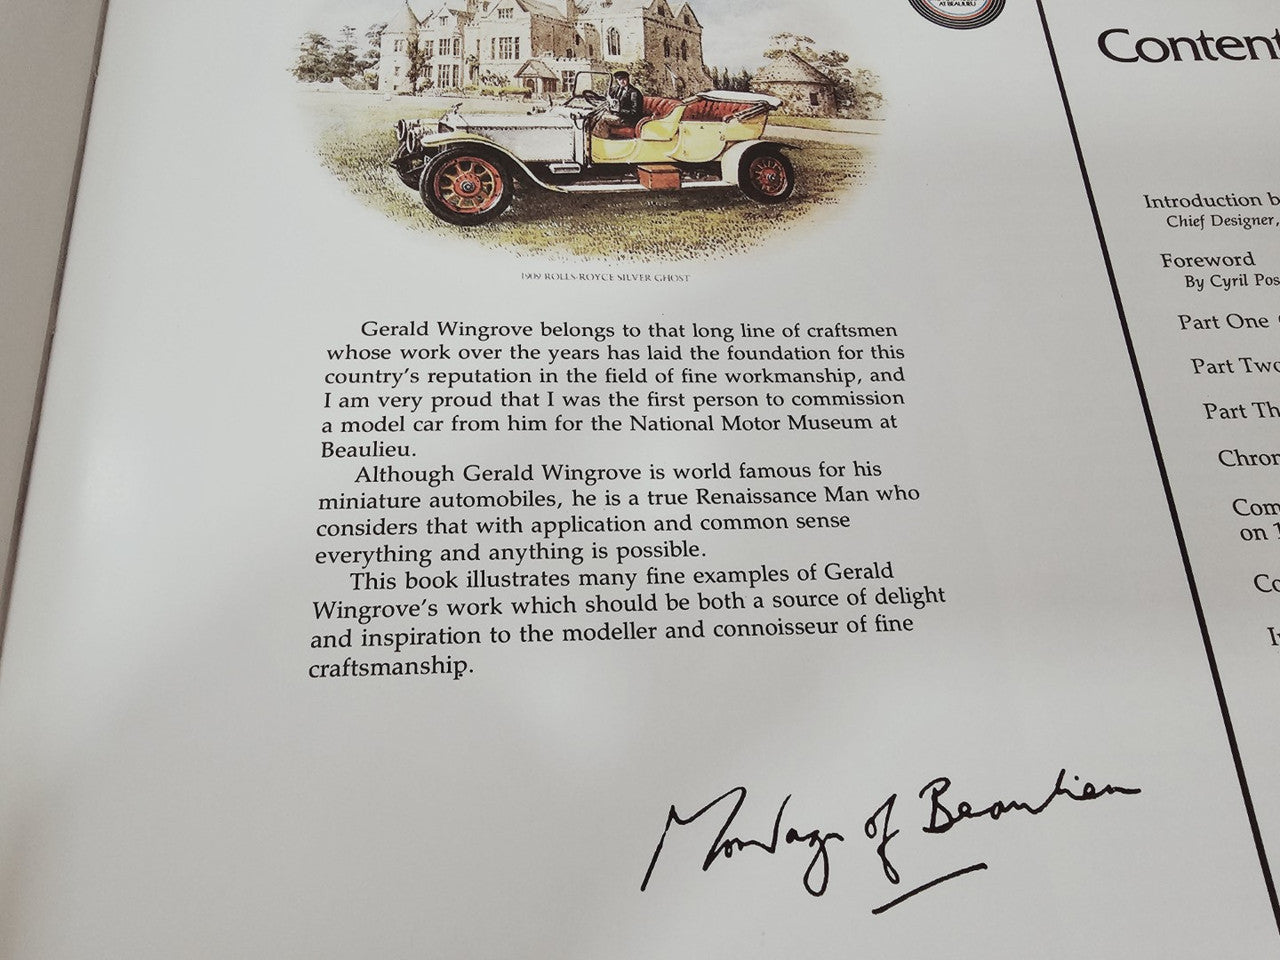 AT BEAULIEU
1909 ROLLS-ROYCE SILVER GHOST
Gerald Wingrove belongs to that long line of craftsmen
whose work over the years has laid the foundation for this
country's reputation in the field of fine workmanship, and
I am very proud that I was the first person to commission
a model car from him for the National Motor Museum at
Beaulieu.
Although Gerald Wingrove is world famous for his
miniature automobiles, he is a true Renaissance Man who
considers that with application and common sense
everything and anything is possible.
This book illustrates many fine examples of Gerald
Wingrove's work which should be both a source of delight
and inspiration to the modeller and connoisseur of fine
craftsmanship.
Montagu of Beaulieu
Content
Introduction b
Chief Designer,
Foreword
By Cyril Pos
Part One
Part Two
Part Th
Chron
Com
on 1
Co